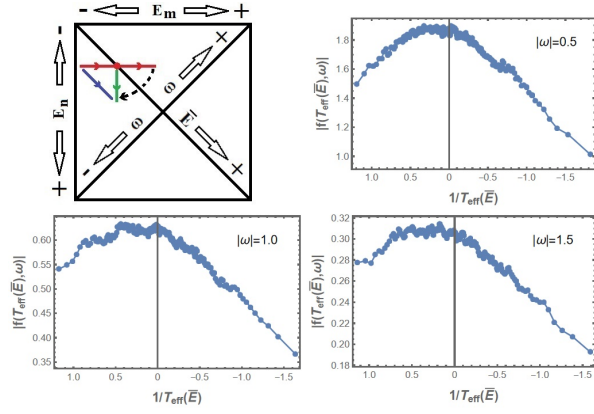 - E_m +
-
E_n
+
ω
+
ω
-
E̅
+
|f(T_eff(E̅),ω)|
1.8
1.6
1.4
1.2
1.0
|ω|=0.5
1.0 0.5 0 -0.5 -1.0 -1.5
1/T_eff(E̅)
|f(T_eff(E̅),ω)|
0.60
0.55
0.50
0.45
0.40
0.35
|ω|=1.0
1.0 0.5 0 -0.5 -1.0 -1.5
1/T_eff(E̅)
|f(T_eff(E̅),ω)|
0.32
0.30
0.28
0.26
0.24
0.22
0.20
0.18
|ω|=1.5
1.0 0.5 0 -0.5 -1.0 -1.5
1/T_eff(E̅)